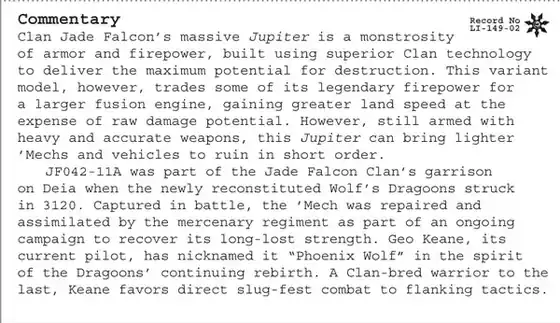 Commentary
Record No
LI-149-02
Clan Jade Falcon's massive Jupiter is a monstrosity
of armor and firepower, built using superior Clan technology
to deliver the maximum potential for destruction. This variant
model, however, trades some of its legendary firepower for
a larger fusion engine, gaining greater land speed at the
expense of raw damage potential. However, still armed with
heavy and accurate weapons, this Jupiter can bring lighter
'Mechs and vehicles to ruin in short order.
JF042-11A was part of the Jade Falcon Clan's garrison
on Deia when the newly reconstituted Wolf's Dragoons struck
in 3120. Captured in battle, the 'Mech was repaired and
assimilated by the mercenary regiment as part of an ongoing
campaign to recover its long-lost strength. Geo Keane, its
current pilot, has nicknamed it “Phoenix Wolf” in the spirit
of the Dragoons' continuing rebirth. A Clan-bred warrior to the
last, Keane favors direct slug-fest combat to flanking tactics.